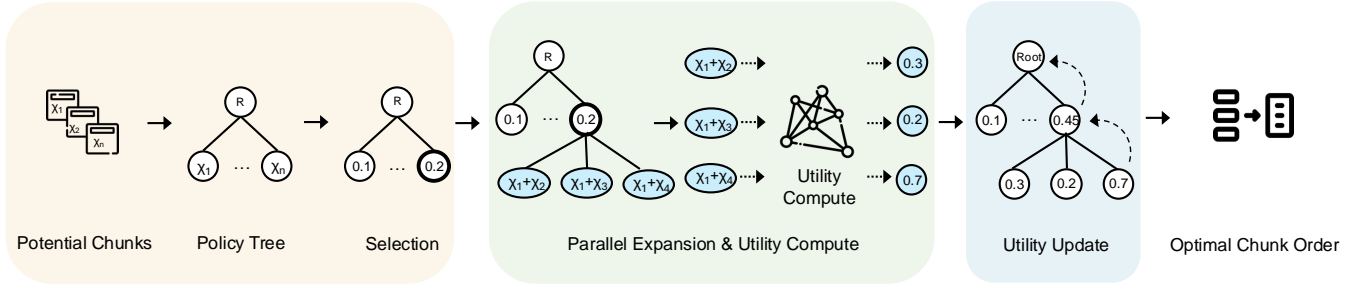 χ₁
χ₂
χₙ
Potential Chunks
R
χ₁
...
χₙ
Policy Tree
R
0.1
...
0.2
Selection
R
0.1
...
0.2
χ₁+χ₂
χ₁+χ₃
χ₁+χ₄
χ₁+χ₂
χ₁+χ₃
χ₁+χ₄
Utility
Compute
0.3
0.2
0.7
Parallel Expansion & Utility Compute
Root
0.1
...
0.45
0.3
0.2
0.7
Utility Update
Optimal Chunk Order